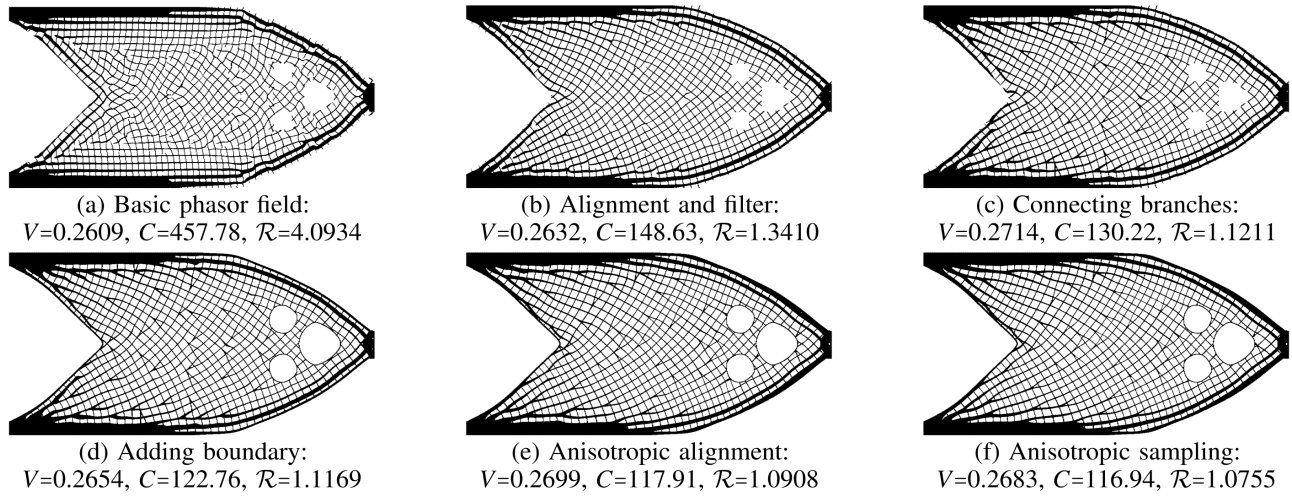 (a) Basic phasor field:
V=0.2609, C=457.78, R=4.0934
(b) Alignment and filter:
V=0.2632, C=148.63, R=1.3410
(c) Connecting branches:
V=0.2714, C=130.22, R=1.1211
(d) Adding boundary:
V=0.2654, C=122.76, R=1.1169
(e) Anisotropic alignment:
V=0.2699, C=117.91, R=1.0908
(f) Anisotropic sampling:
V=0.2683, C=116.94, R=1.0755